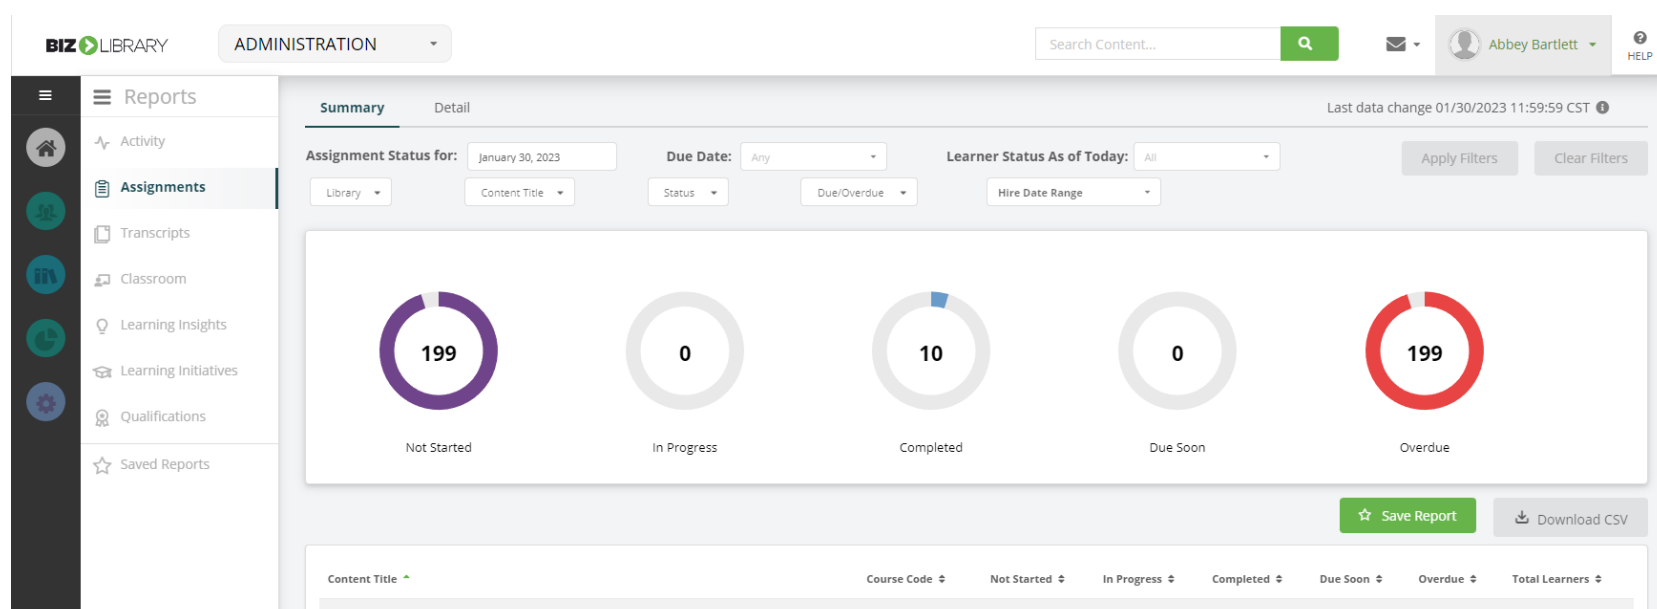 BIZ LIBRARY
ADMINISTRATION
Search Content...
Abbey Bartlett
HELP
Reports
Activity
Assignments
Transcripts
Classroom
Learning Insights
Learning Initiatives
Qualifications
Saved Reports
Summary Detail
Last data change 01/30/2023 11:59:59 CST
Assignment Status for: January 30, 2023 Due Date: Any Learner Status As of Today: All Apply Filters Clear Filters
Library Content Title Status Due/Overdue Hire Date Range
199 0 10 0 199
Not Started In Progress Completed Due Soon Overdue
Save Report Download CSV
Content Title Course Code Not Started In Progress Completed Due Soon Overdue Total Learners